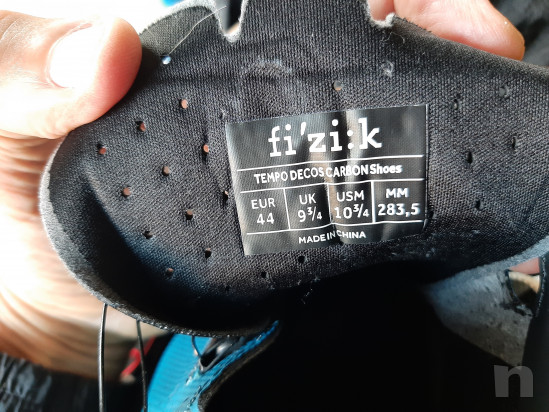 fi'zi:k
TEMPO DECOS CARBON Shoes
EUR UK USM MM
44 9¾ 10¾ 283,5
MADE IN CHINA
n